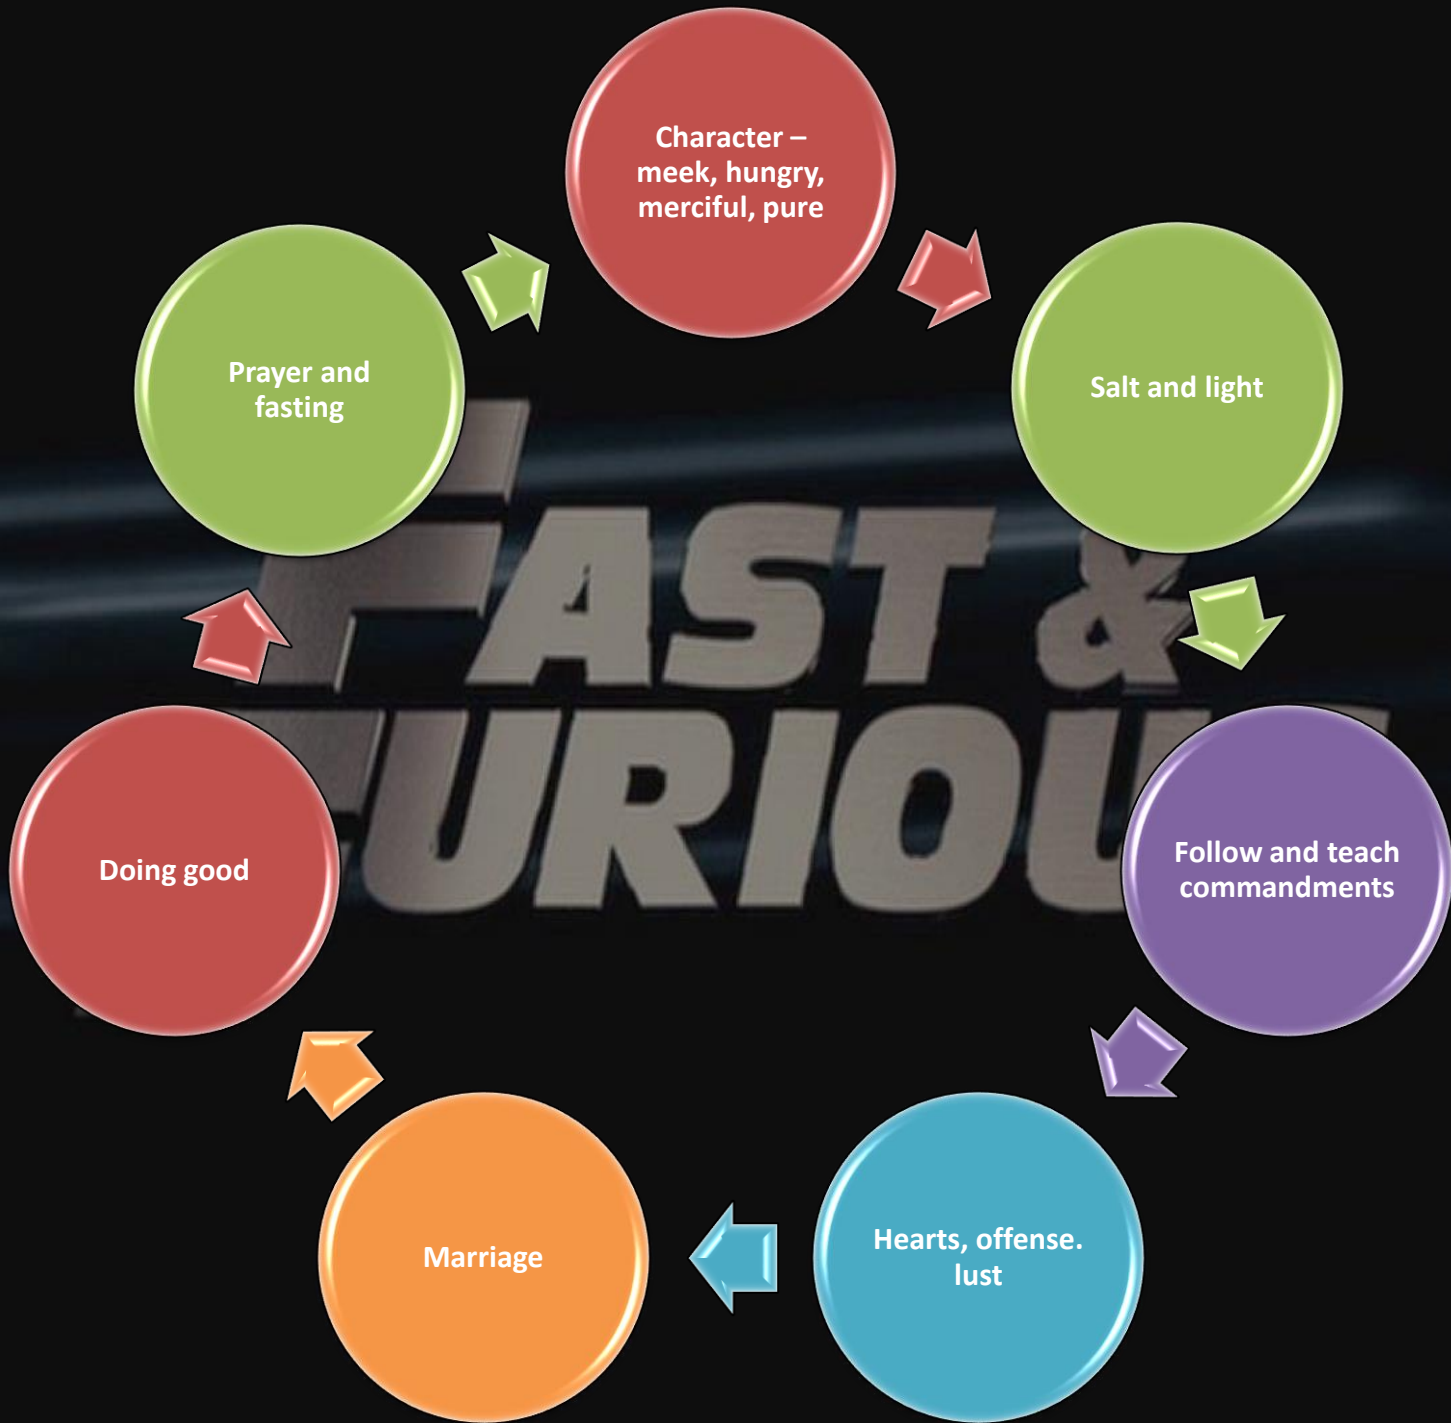 Character –
meek, hungry,
merciful, pure
Salt and light
Follow and teach
commandments
Hearts, offense.
lust
Marriage
Doing good
Prayer and
fasting
FAST &
FURIOUS